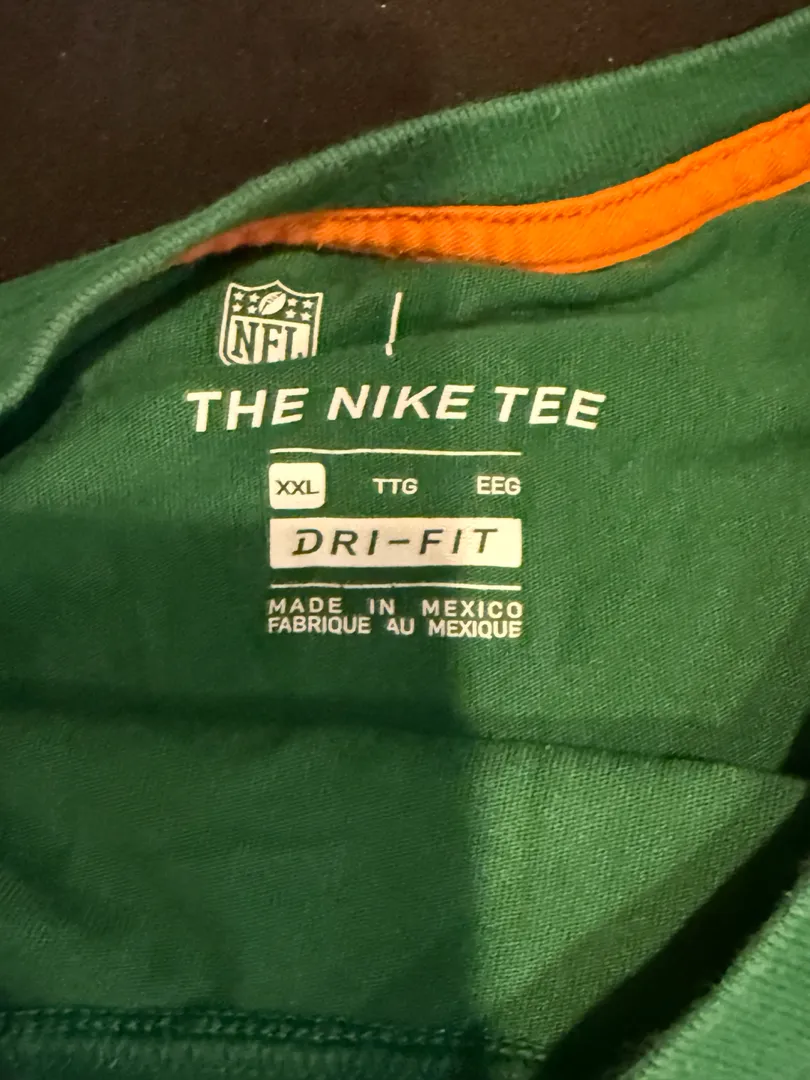 NFL
THE NIKE TEE
XXL TTG EEG
DRI-FIT
MADE IN MEXICO
FABRIQUE AU MEXIQUE